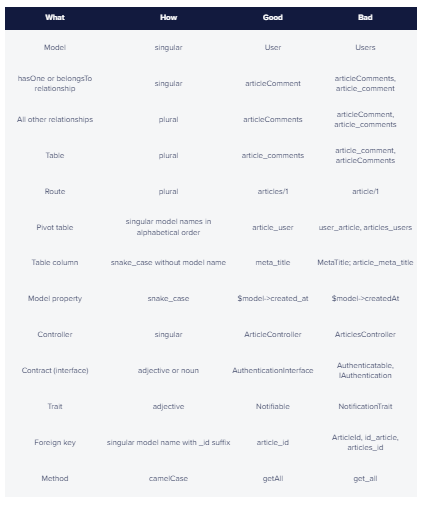 What How Good Bad
Model singular User Users
hasOne or belongsTo relationship singular articleComment articleComments, article_comment
All other relationships plural articleComments articleComment, article_comments
Table plural article_comments article_comment, articleComments
Route plural articles/1 article/1
Pivot table singular model names in alphabetical order article_user user_article, articles_users
Table column snake_case without model name meta_title MetaTitle; article_meta_title
Model property snake_case $model->created_at $model->createdAt
Controller singular ArticleController ArticlesController
Contract (interface) adjective or noun AuthenticationInterface Authenticatable, IAuthentication
Trait adjective Notifiable NotificationTrait
Foreign key singular model name with _id suffix article_id ArticleId, id_article, articles_id
Method camelCase getAll get_all